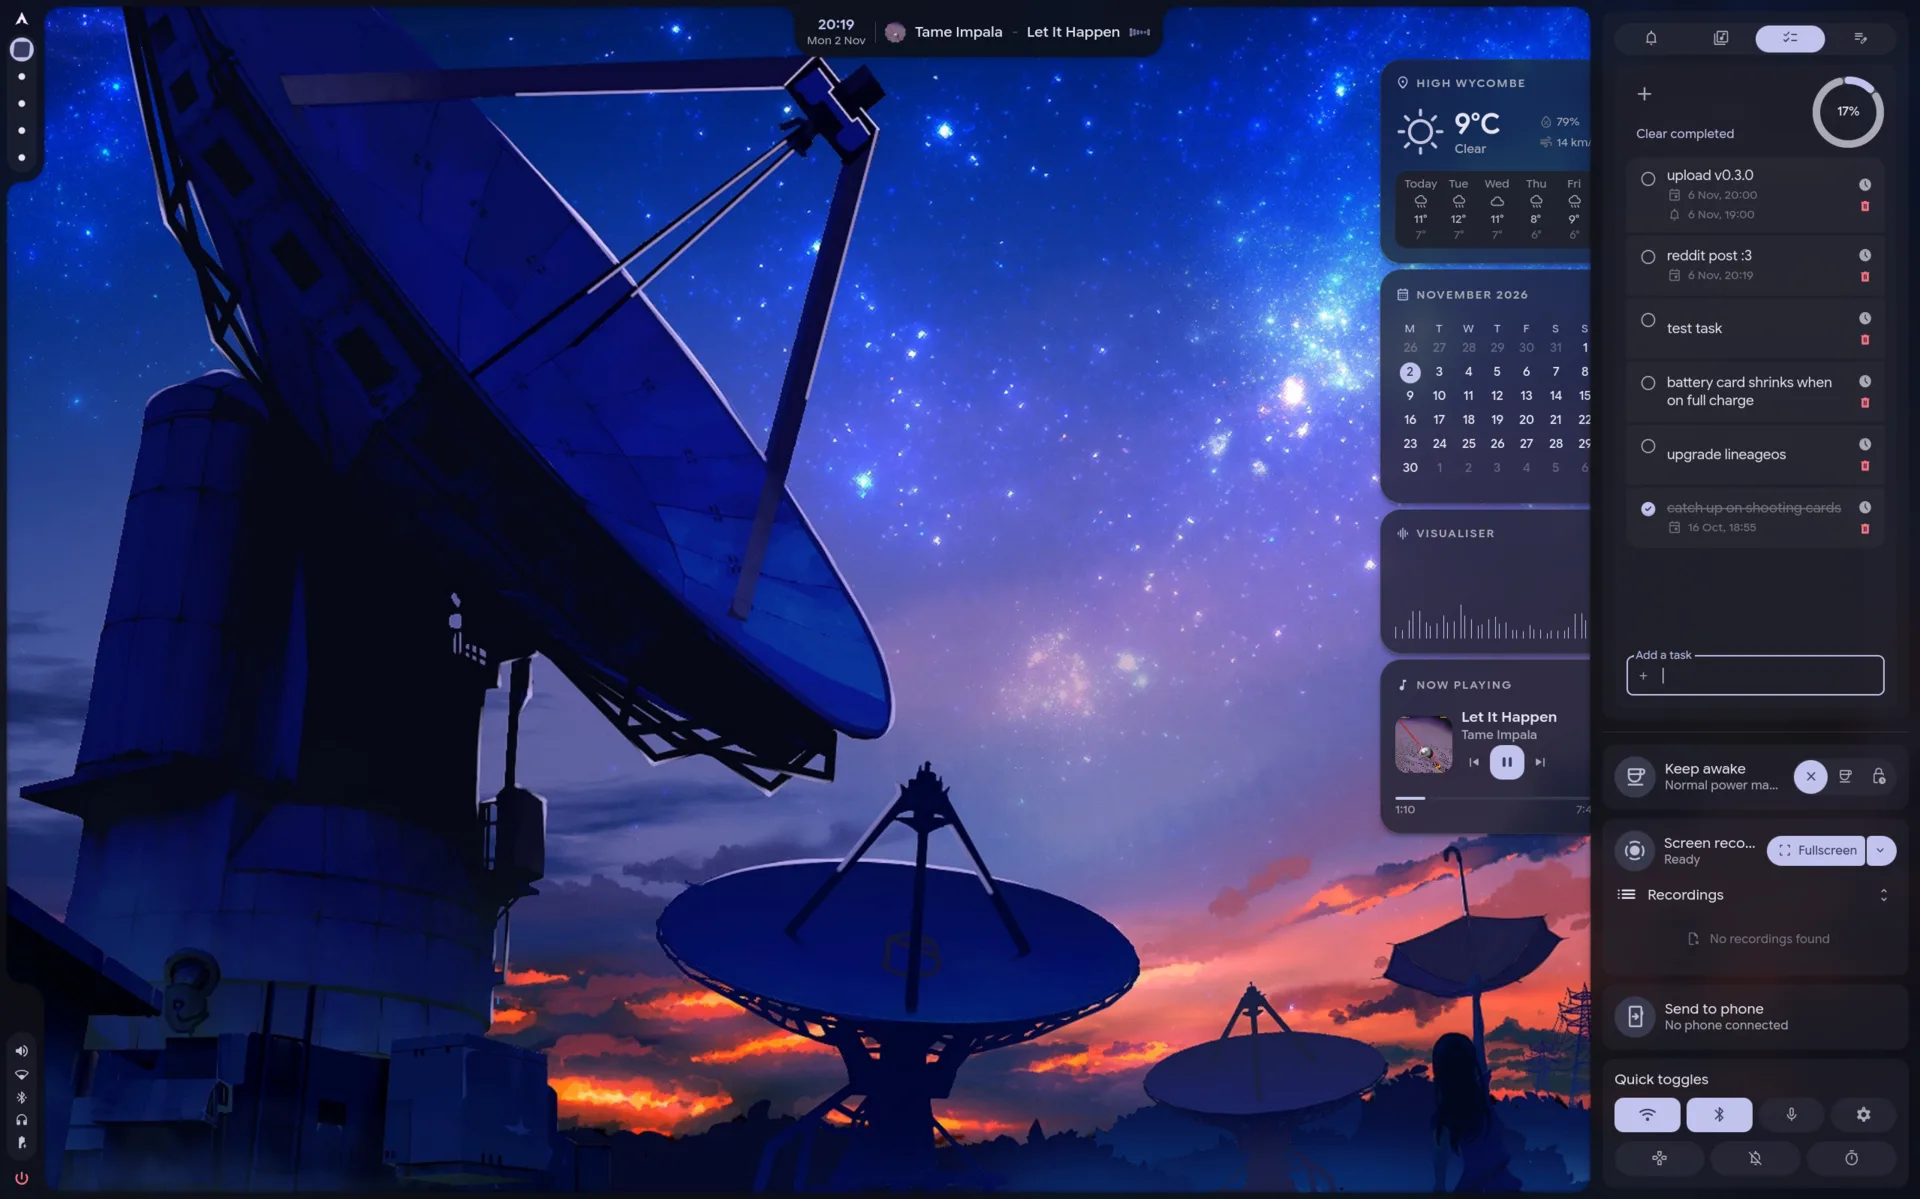 20:19
Mon 2 Nov
Tame Impala - Let It Happen
HIGH WYCOMBE
9°C
Clear
79%
14 km/
Today Tue Wed Thu Fri
11° 12° 11° 8° 9°
7° 7° 7° 6° 6°
NOVEMBER 2026
M T W T F S S
26 27 28 29 30 31 1
2 3 4 5 6 7 8
9 10 11 12 13 14 15
16 17 18 19 20 21 22
23 24 25 26 27 28 29
30 1 2 3 4 5 6
VISUALISER
NOW PLAYING
Let It Happen
Tame Impala
1:10 7:4
17%
Clear completed
upload v0.3.0
6 Nov, 20:00
6 Nov, 19:00
reddit post :3
6 Nov, 20:19
test task
battery card shrinks when
on full charge
upgrade lineageos
catch up on shooting cards
16 Oct, 18:55
Add a task
+
Keep awake
Normal power ma...
Screen reco...
Ready
Fullscreen
Recordings
No recordings found
Send to phone
No phone connected
Quick toggles